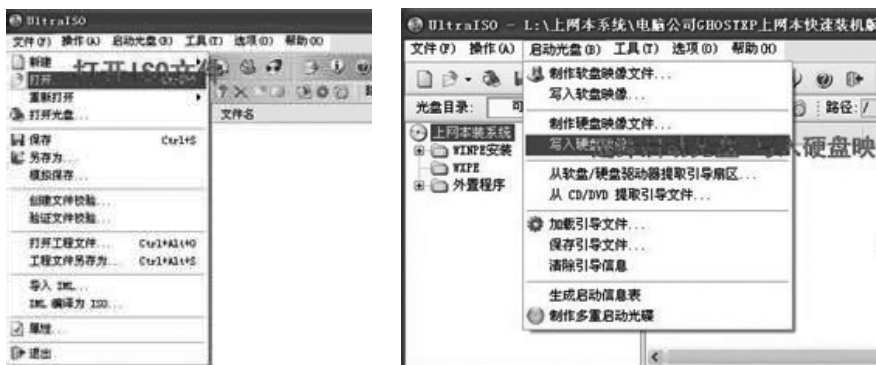 UltraISO
文件(F) 操作(A) 启动光盘(B) 工具(T) 选项(O) 帮助(H)
新建
打开...
打开ISO文件
重新打开
打开光盘...
文件名
保存 Ctrl+S
另存为...
模拟保存...
创建文件校验...
验证文件校验...
打开工程文件... Ctrl+Alt+O
工程文件另存为... Ctrl+Alt+S
导入 IML...
IML 编译为 ISO...
属性...
退出
UltraISO - L:\上网本系统\电脑公司GHOSTXP上网本快速装机版
文件(F) 操作(A) 启动光盘(B) 工具(T) 选项(O) 帮助(H)
制作软盘映像文件...
写入软盘映像...
制作硬盘映像文件...
写入硬盘映像...
硬盘映
从软盘/硬盘驱动器提取引导扇区...
从 CD/DVD 提取引导文件...
加载引导文件...
保存引导文件...
清除引导信息
生成启动信息表
制作多重启动光碟
光盘目录: 可
路径: /
上网本装系统
WINPE安装
WXPE
外置程序